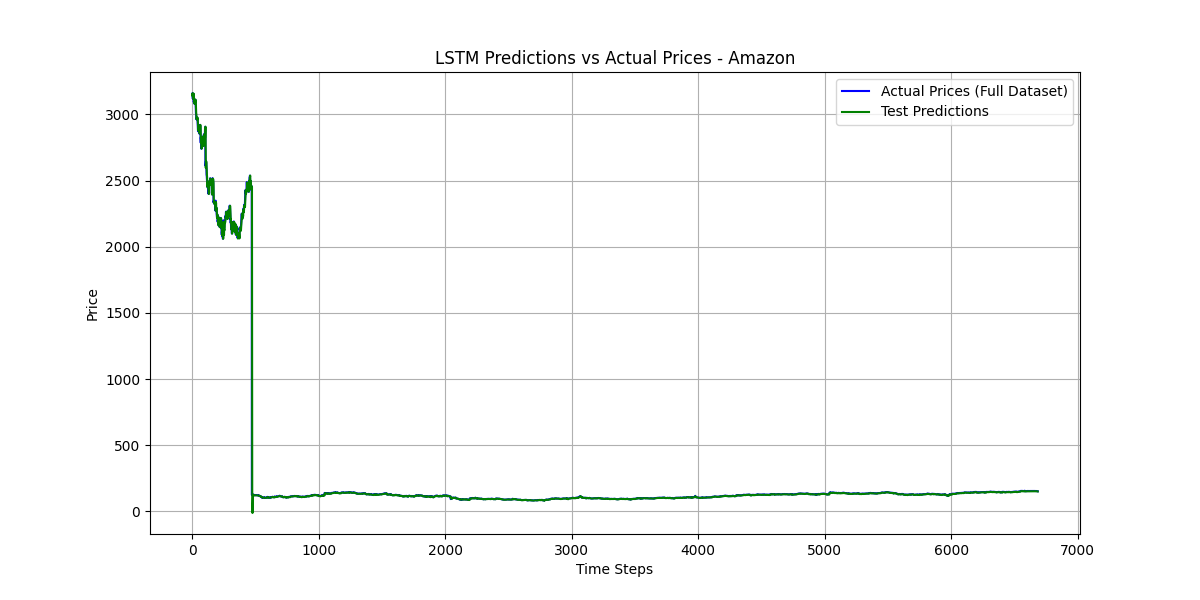 LSTM Predictions vs Actual Prices - Amazon
Actual Prices (Full Dataset)
Test Predictions
Price
3000
2500
2000
1500
1000
500
0
0 1000 2000 3000 4000 5000 6000 7000
Time Steps